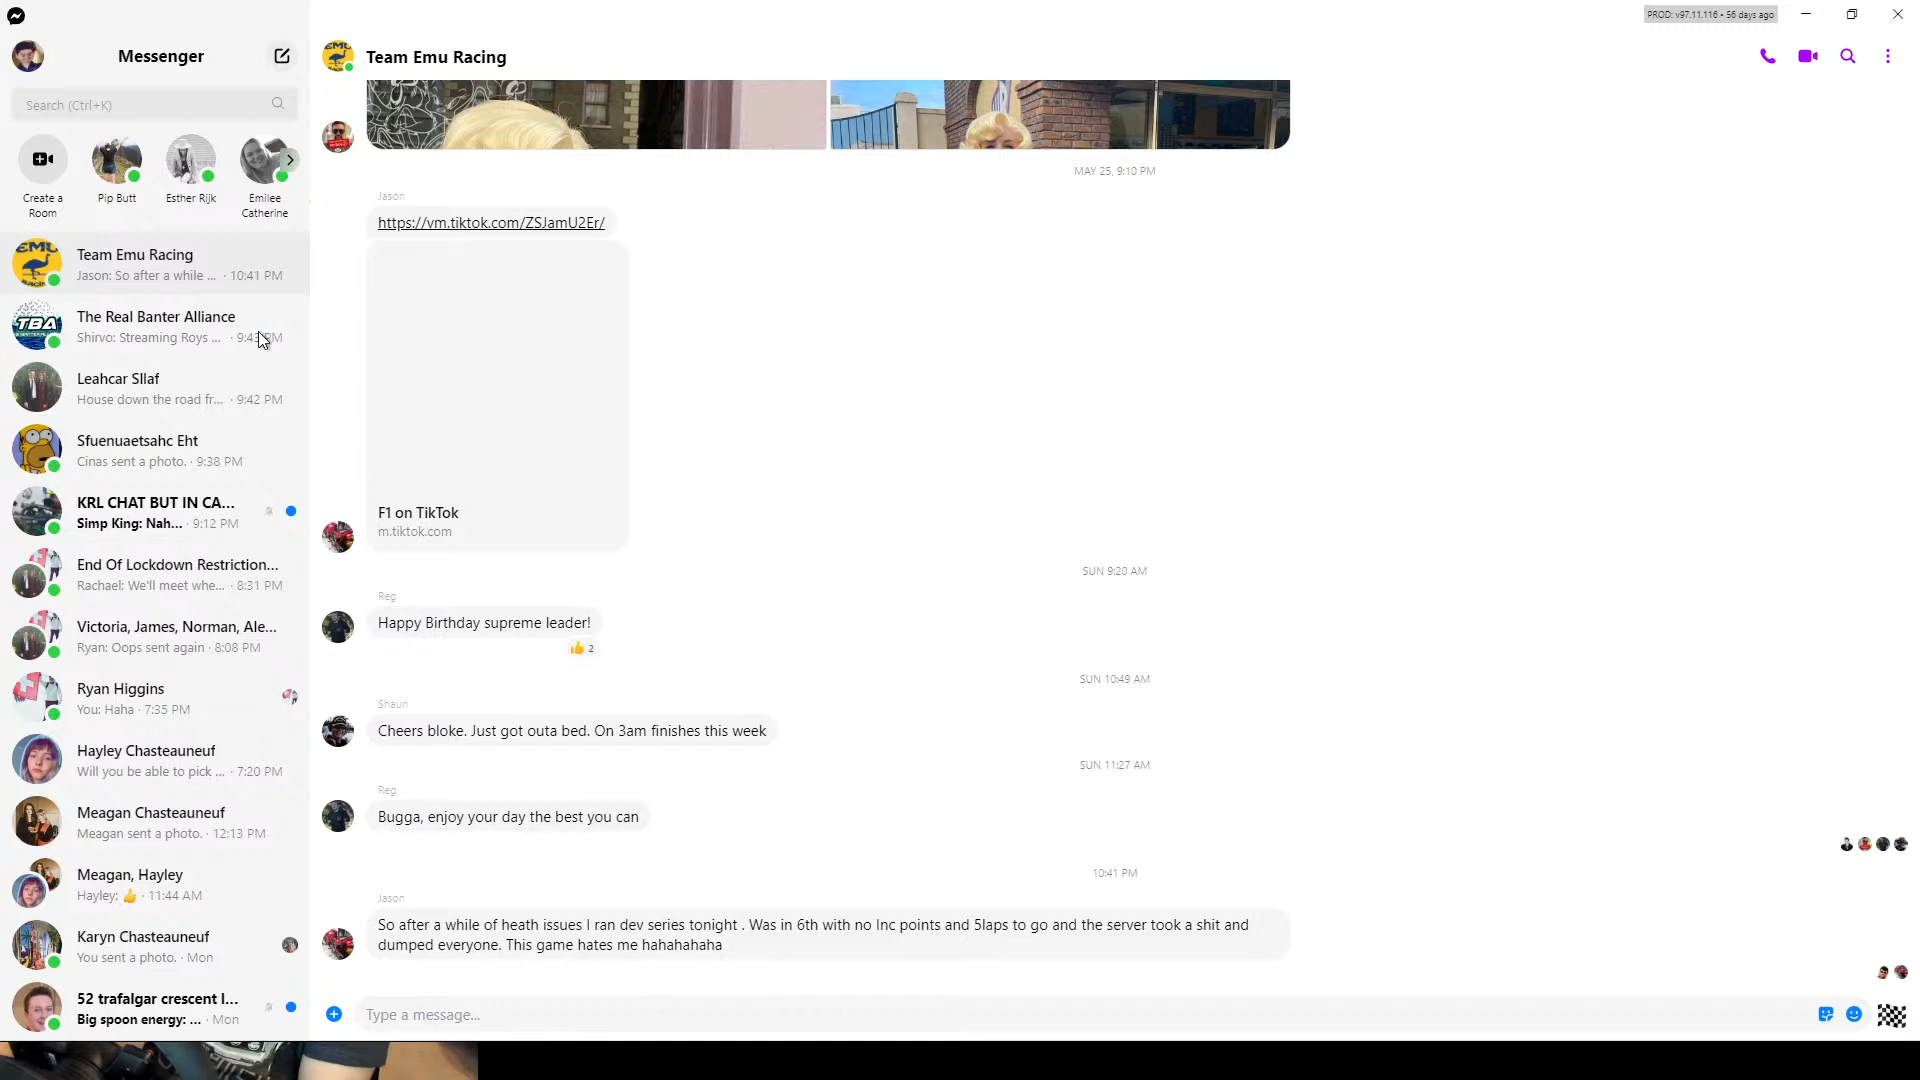 PROD: v97.11.116 • 56 days ago
Messenger
Search (Ctrl+K)
Create a
Room
Pip Butt
Esther Rijk
Emilee
Catherine
Team Emu Racing
Jason: So after a while ... · 10:41 PM
The Real Banter Alliance
Shirvo: Streaming Roys ... · 9:43 PM
Leahcar Sllaf
House down the road fr... · 9:42 PM
Sfuenuaetsahc Eht
Cinas sent a photo. · 9:38 PM
KRL CHAT BUT IN CA...
Simp King: Nah... · 9:12 PM
End Of Lockdown Restriction...
Rachael: We'll meet whe... · 8:31 PM
Victoria, James, Norman, Ale...
Ryan: Oops sent again · 8:08 PM
Ryan Higgins
You: Haha · 7:35 PM
Hayley Chasteauneuf
Will you be able to pick ... · 7:20 PM
Meagan Chasteauneuf
Meagan sent a photo. · 12:13 PM
Meagan, Hayley
Hayley: 👍 · 11:44 AM
Karyn Chasteauneuf
You sent a photo. · Mon
52 trafalgar crescent l...
Big spoon energy: ... · Mon
EMU
RACING
TBA
Team Emu Racing
MAY 25, 9:10 PM
Jason
https://vm.tiktok.com/ZSJamU2Er/
F1 on TikTok
m.tiktok.com
SUN 9:20 AM
Reg
Happy Birthday supreme leader!
👍 2
SUN 10:49 AM
Shaun
Cheers bloke. Just got outa bed. On 3am finishes this week
SUN 11:27 AM
Reg
Bugga, enjoy your day the best you can
10:41 PM
Jason
So after a while of heath issues I ran dev series tonight . Was in 6th with no Inc points and 5laps to go and the server took a shit and
dumped everyone. This game hates me hahahahaha
Type a message...